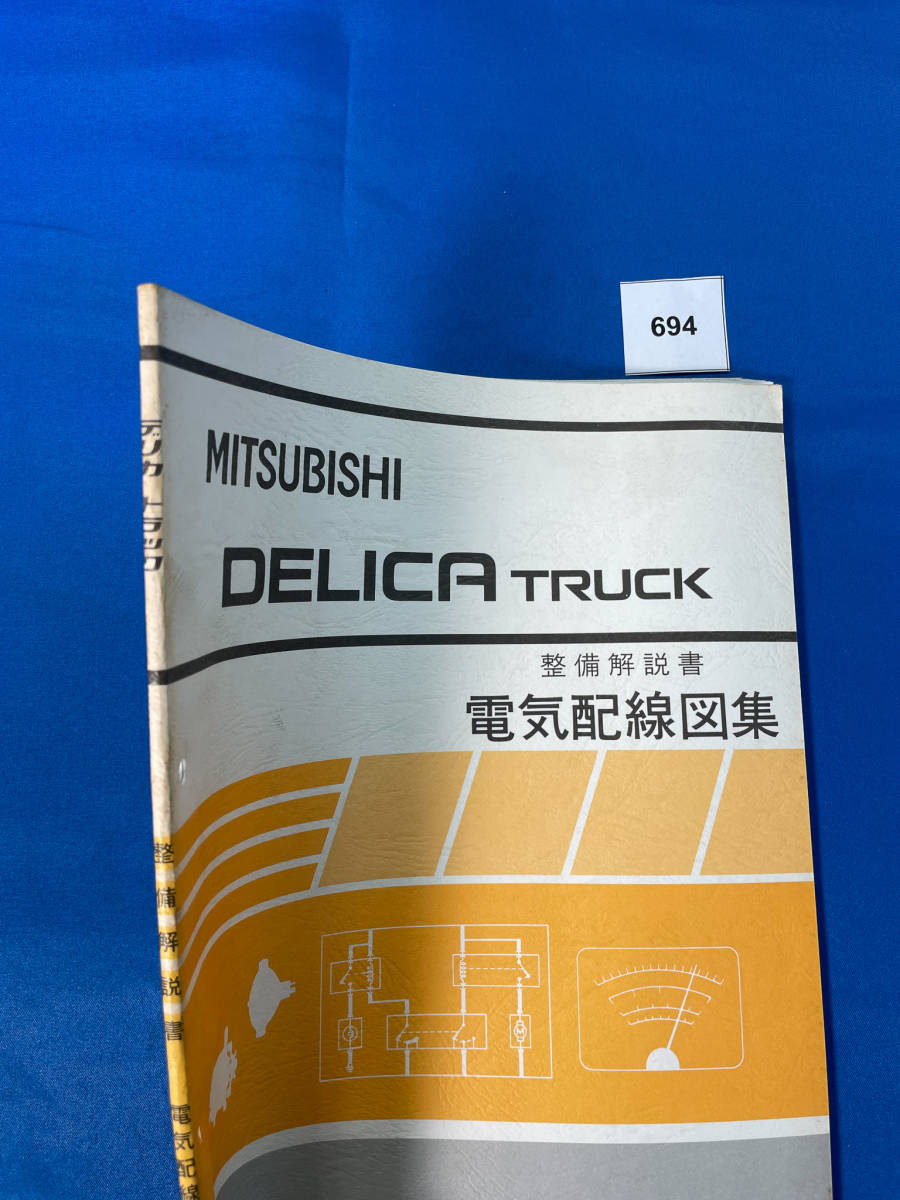 694
MITSUBISHI
DELICA TRUCK
整備解説書
電気配線図集
デリカ トラック
整備解説書 電気配線